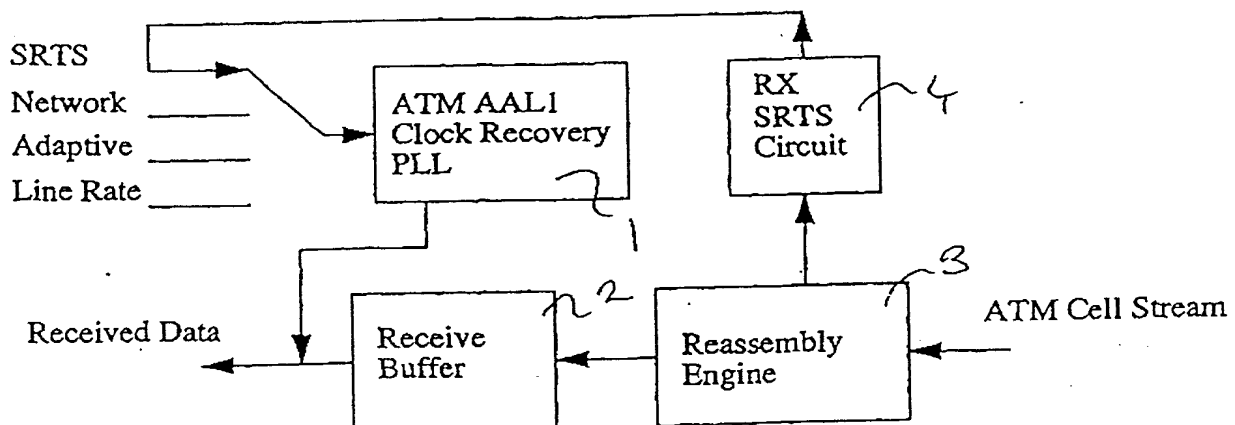 SRTS
Network
Adaptive
Line Rate
ATM AAL1
Clock Recovery
PLL
1
RX
SRTS
Circuit
4
Received Data
Receive
Buffer
2
Reassembly
Engine
3
ATM Cell Stream